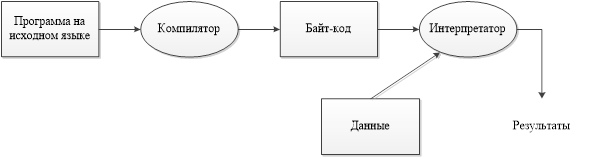 Программа на
исходном языке
Компилятор
Байт-код
Интерпретатор
Данные
Результаты